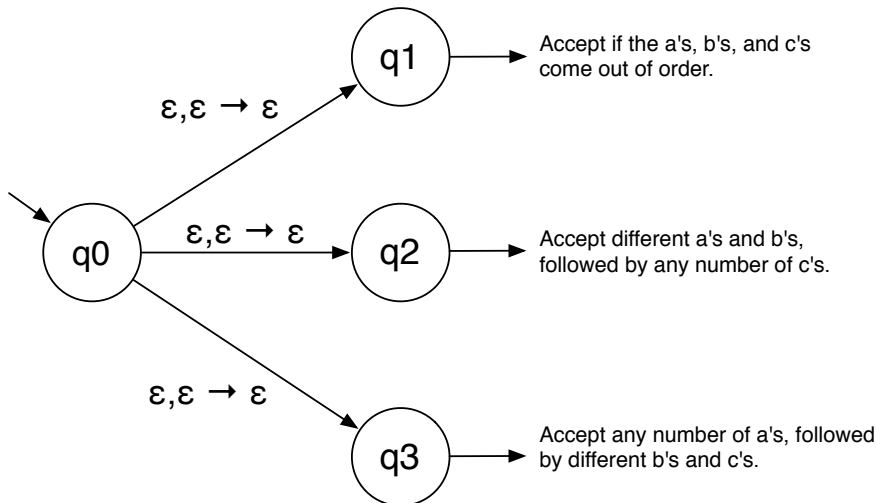 q1
Accept if the a's, b's, and c's
come out of order.
ε,ε → ε
q0
ε,ε → ε
q2
Accept different a's and b's,
followed by any number of c's.
ε,ε → ε
q3
Accept any number of a's, followed
by different b's and c's.